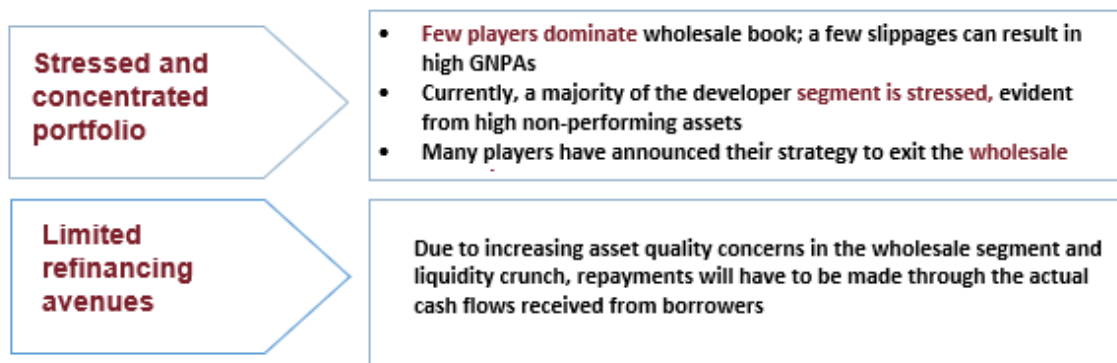 Stressed and
concentrated
portfolio
• Few players dominate wholesale book; a few slippages can result in
high GNPAs
• Currently, a majority of the developer segment is stressed, evident
from high non-performing assets
• Many players have announced their strategy to exit the wholesale
Limited
refinancing
avenues
Due to increasing asset quality concerns in the wholesale segment and
liquidity crunch, repayments will have to be made through the actual
cash flows received from borrowers